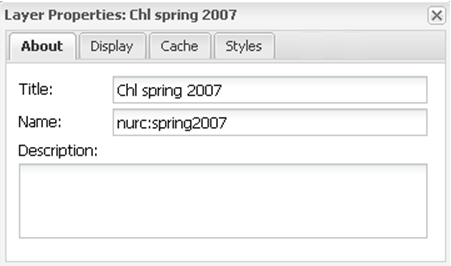 Layer Properties: Chl spring 2007
About Display Cache Styles
Title: Chl spring 2007
Name: nurc:spring2007
Description: